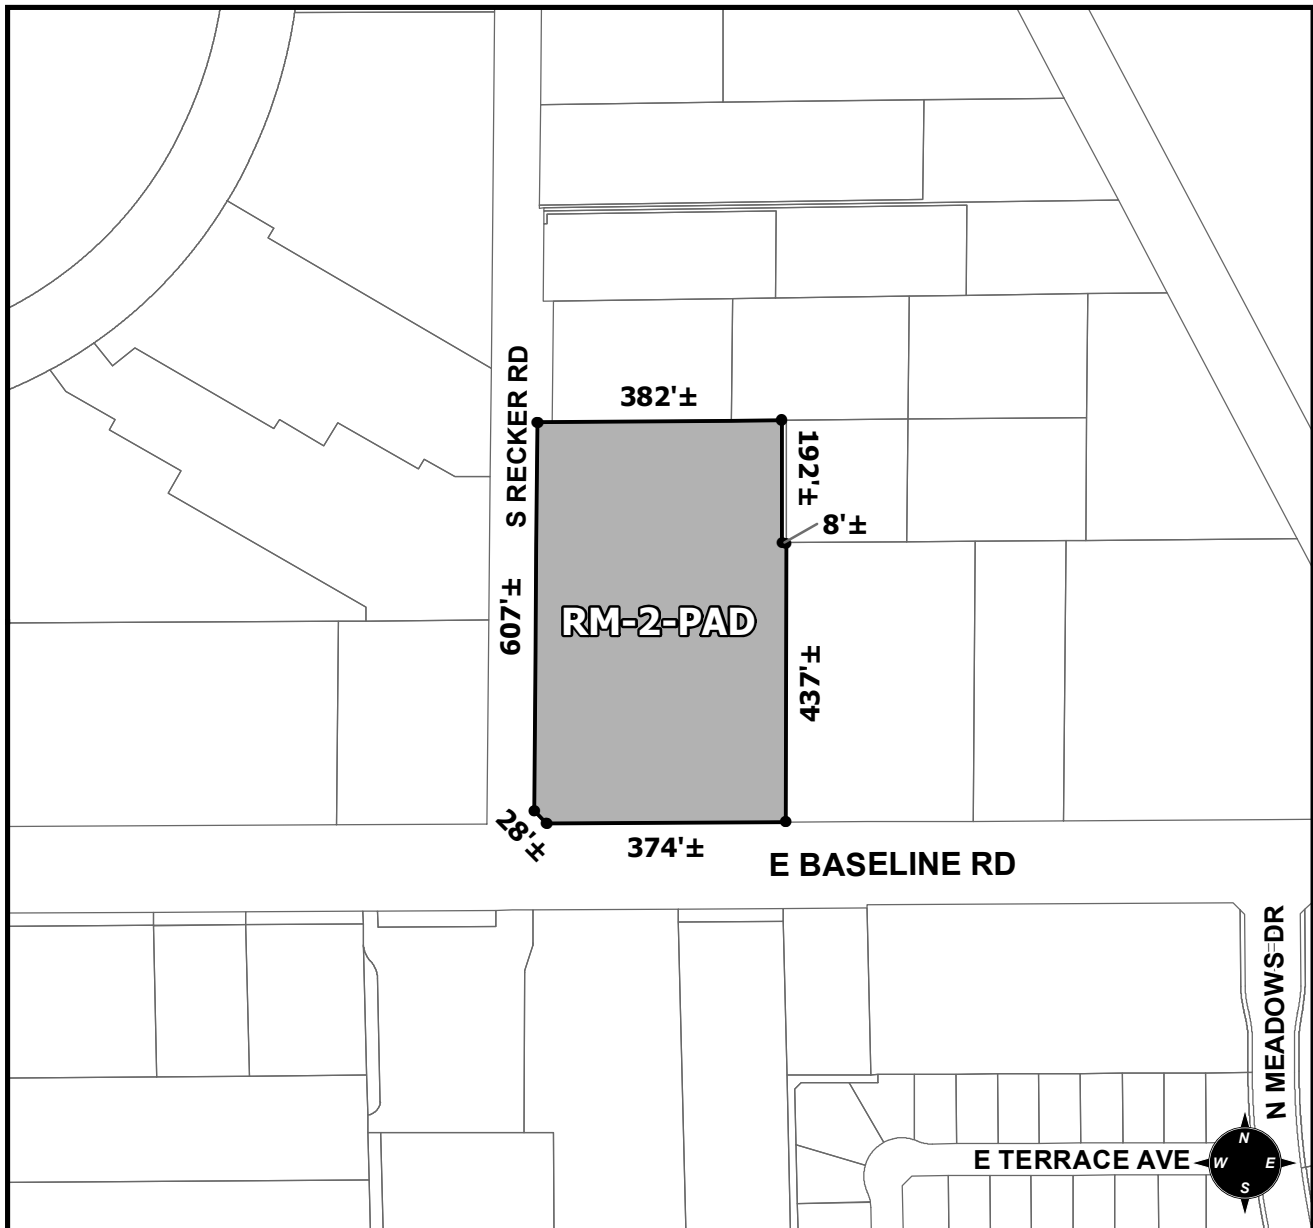 S RECKER RD
382'±
192'±
8'±
607'±
RM-2-PAD
437'±
28'±
374'±
E BASELINE RD
N MEADOWS DR
E TERRACE AVE
N
W
E
S